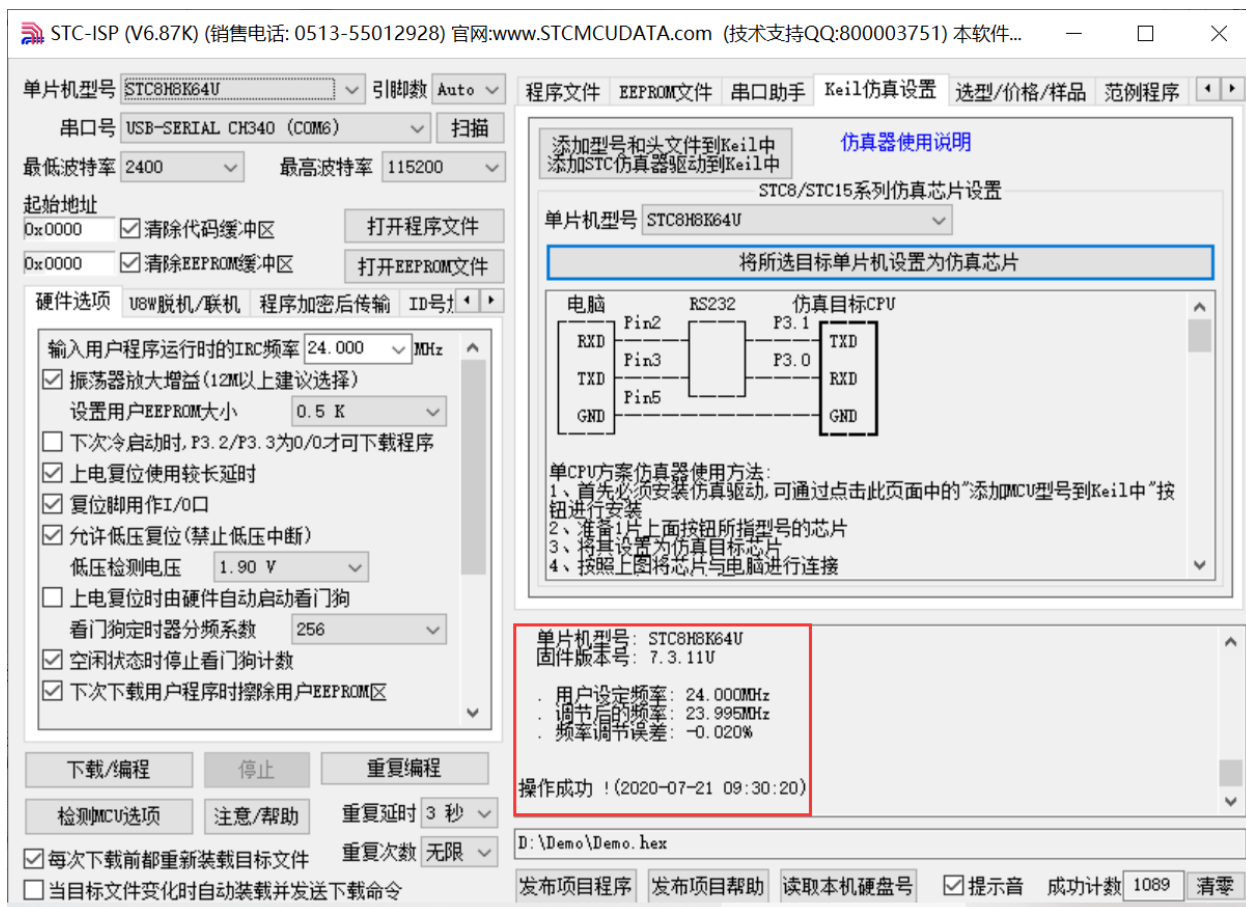 STC-ISP (V6.87K) (销售电话: 0513-55012928) 官网:www.STCMCUDATA.com (技术支持QQ:800003751) 本软件...
单片机型号 STC8H8K64U 引脚数 Auto
串口号 USB-SERIAL CH340 (COM6) 扫描
最低波特率 2400 最高波特率 115200
起始地址
0x0000 清除代码缓冲区 打开程序文件
0x0000 清除EEPROM缓冲区 打开EEPROM文件
硬件选项 U8W脱机/联机 程序加密后传输 ID号
输入用户程序运行时的IRC频率 24.000 MHz
振荡器放大增益(12M以上建议选择)
设置用户EEPROM大小 0.5 K
下次冷启动时,P3.2/P3.3为0/0才可下载程序
上电复位使用较长延时
复位脚用作I/O口
允许低压复位(禁止低压中断)
低压检测电压 1.90 V
上电复位时由硬件自动启动看门狗
看门狗定时器分频系数 256
空闲状态时停止看门狗计数
下次下载用户程序时擦除用户EEPROM区
下载/编程 停止 重复编程
检测MCU选项 注意/帮助 重复延时 3 秒
每次下载前都重新装载目标文件 重复次数 无限
当目标文件变化时自动装载并发送下载命令
程序文件 EEPROM文件 串口助手 Keil仿真设置 选型/价格/样品 范例程序
添加型号和头文件到Keil中
添加STC仿真器驱动到Keil中
仿真器使用说明
STC8/STC15系列仿真芯片设置
单片机型号 STC8H8K64U
将所选目标单片机设置为仿真芯片
电脑 RS232 仿真目标CPU
Pin2 P3.1
RXD TXD
Pin3 P3.0
TXD RXD
Pin5
GND GND
单CPU方案仿真器使用方法:
1、首先必须安装仿真驱动,可通过点击此页面中的"添加MCU型号到Keil中"按
钮进行安装
2、准备1片上面按钮所指型号的芯片
3、将其设置为仿真目标芯片
4、按照上图将芯片与电脑进行连接
单片机型号: STC8H8K64U
固件版本号: 7.3.11U
. 用户设定频率: 24.000MHz
. 调节后的频率: 23.995MHz
. 频率调节误差: -0.020%
操作成功 !(2020-07-21 09:30:20)
D:\Demo\Demo.hex
发布项目程序 发布项目帮助 读取本机硬盘号 提示音 成功计数 1089 清零